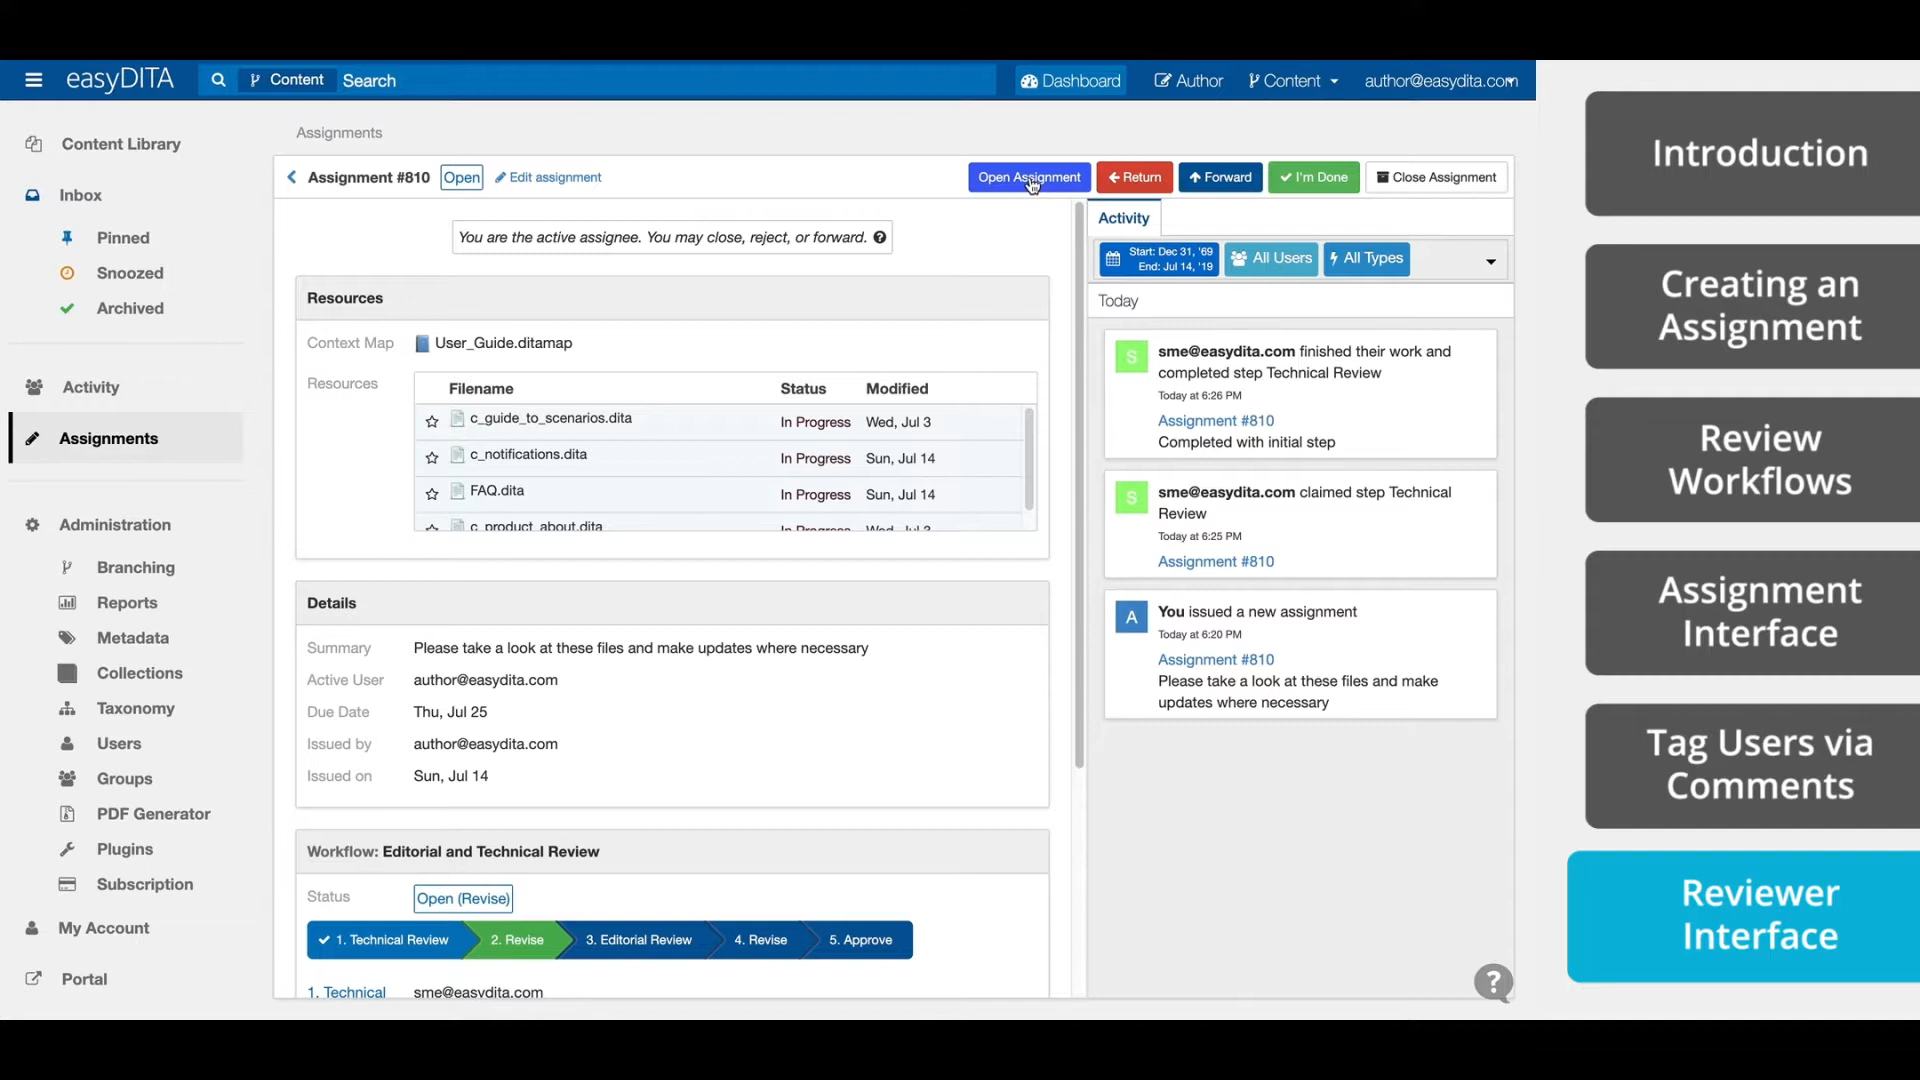 easyDITA
Content Search
Dashboard
Author
Content
author@easydita.com
Content Library
Inbox
Pinned
Snoozed
Archived
Activity
Assignments
Administration
Branching
Reports
Metadata
Collections
Taxonomy
Users
Groups
PDF Generator
Plugins
Subscription
My Account
Portal
Assignments
Assignment #810 Open Edit assignment
Open Assignment Return Forward I'm Done Close Assignment
You are the active assignee. You may close, reject, or forward. ?
Resources
Context Map User_Guide.ditamap
Resources
Filename Status Modified
c_guide_to_scenarios.dita In Progress Wed, Jul 3
c_notifications.dita In Progress Sun, Jul 14
FAQ.dita In Progress Sun, Jul 14
c_product_about.dita In Progress Wed, Jul 3
Details
Summary Please take a look at these files and make updates where necessary
Active User author@easydita.com
Due Date Thu, Jul 25
Issued by author@easydita.com
Issued on Sun, Jul 14
Workflow: Editorial and Technical Review
Status Open (Revise)
1. Technical Review 2. Revise 3. Editorial Review 4. Revise 5. Approve
1. Technical sme@easydita.com
Activity
Start: Dec 31, '69
End: Jul 14, '19
All Users
All Types
Today
S
sme@easydita.com finished their work and
completed step Technical Review
Today at 6:26 PM
Assignment #810
Completed with initial step
S
sme@easydita.com claimed step Technical
Review
Today at 6:25 PM
Assignment #810
A
You issued a new assignment
Today at 6:20 PM
Assignment #810
Please take a look at these files and make
updates where necessary
?
Introduction
Creating an
Assignment
Review
Workflows
Assignment
Interface
Tag Users via
Comments
Reviewer
Interface